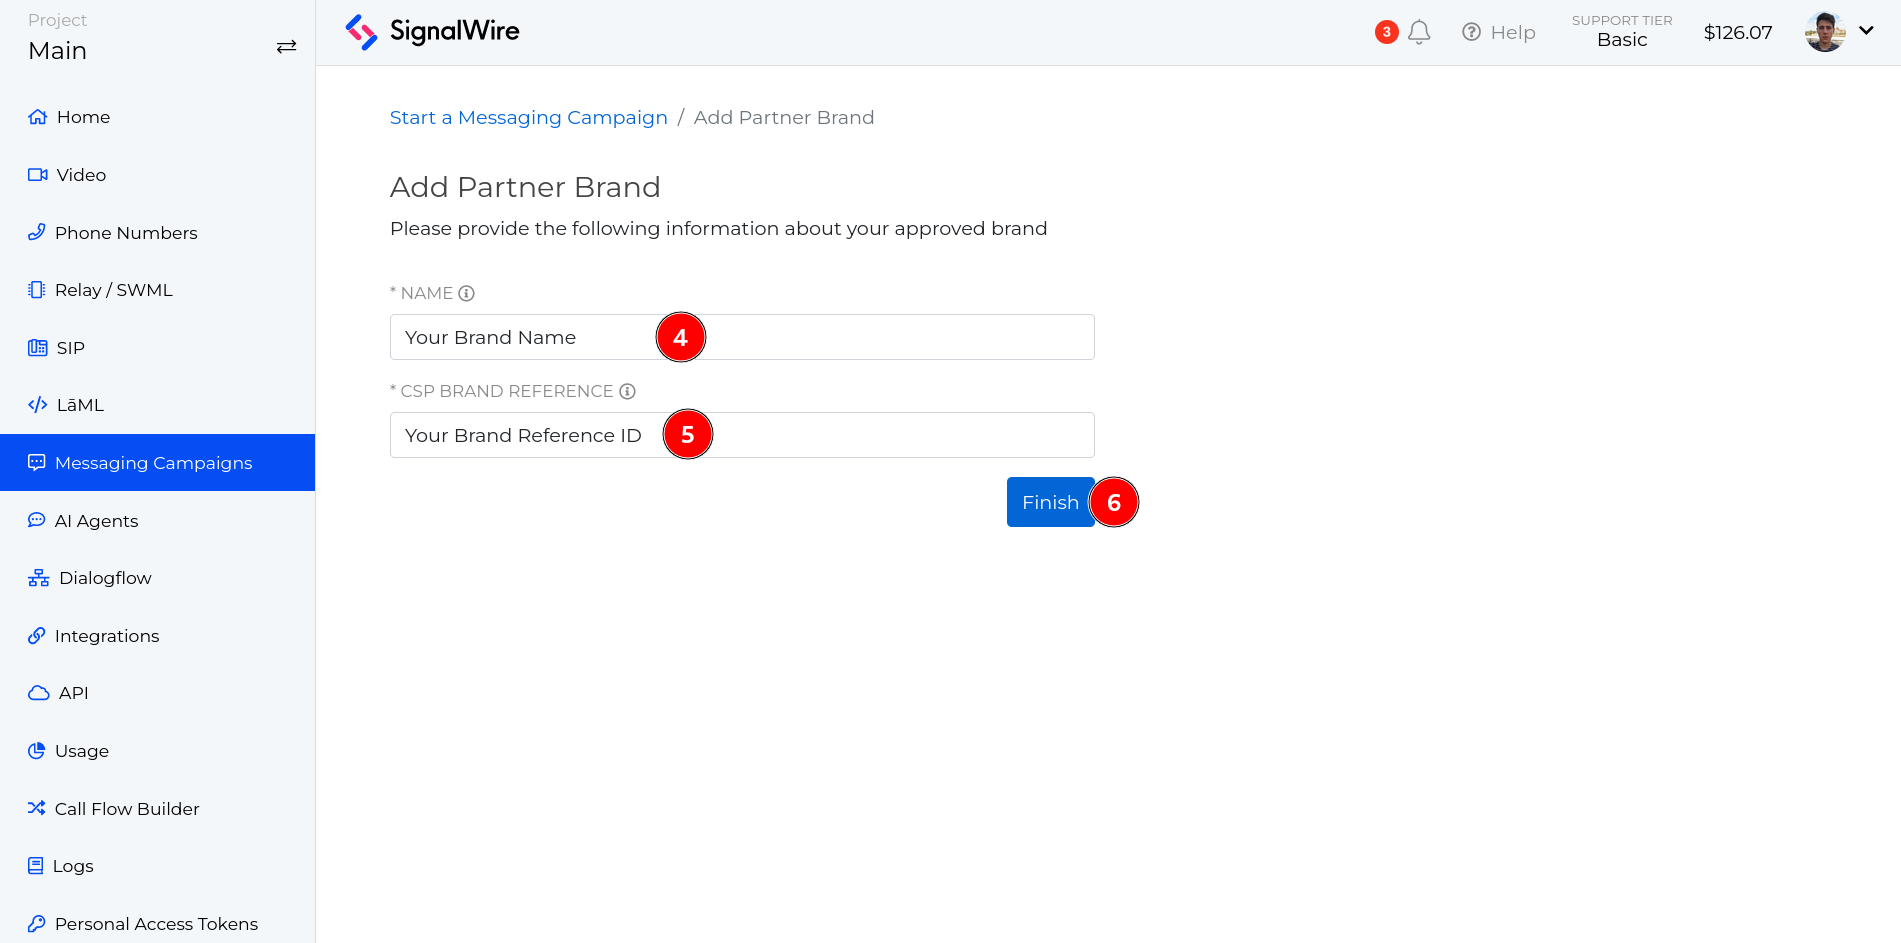 Project
Main
Home
Video
Phone Numbers
Relay / SWML
SIP
LāML
Messaging Campaigns
AI Agents
Dialogflow
Integrations
API
Usage
Call Flow Builder
Logs
Personal Access Tokens
SignalWire
3
Help
SUPPORT TIER
Basic
$126.07
Start a Messaging Campaign / Add Partner Brand
Add Partner Brand
Please provide the following information about your approved brand
* NAME
Your Brand Name 4
* CSP BRAND REFERENCE
Your Brand Reference ID 5
Finish 6